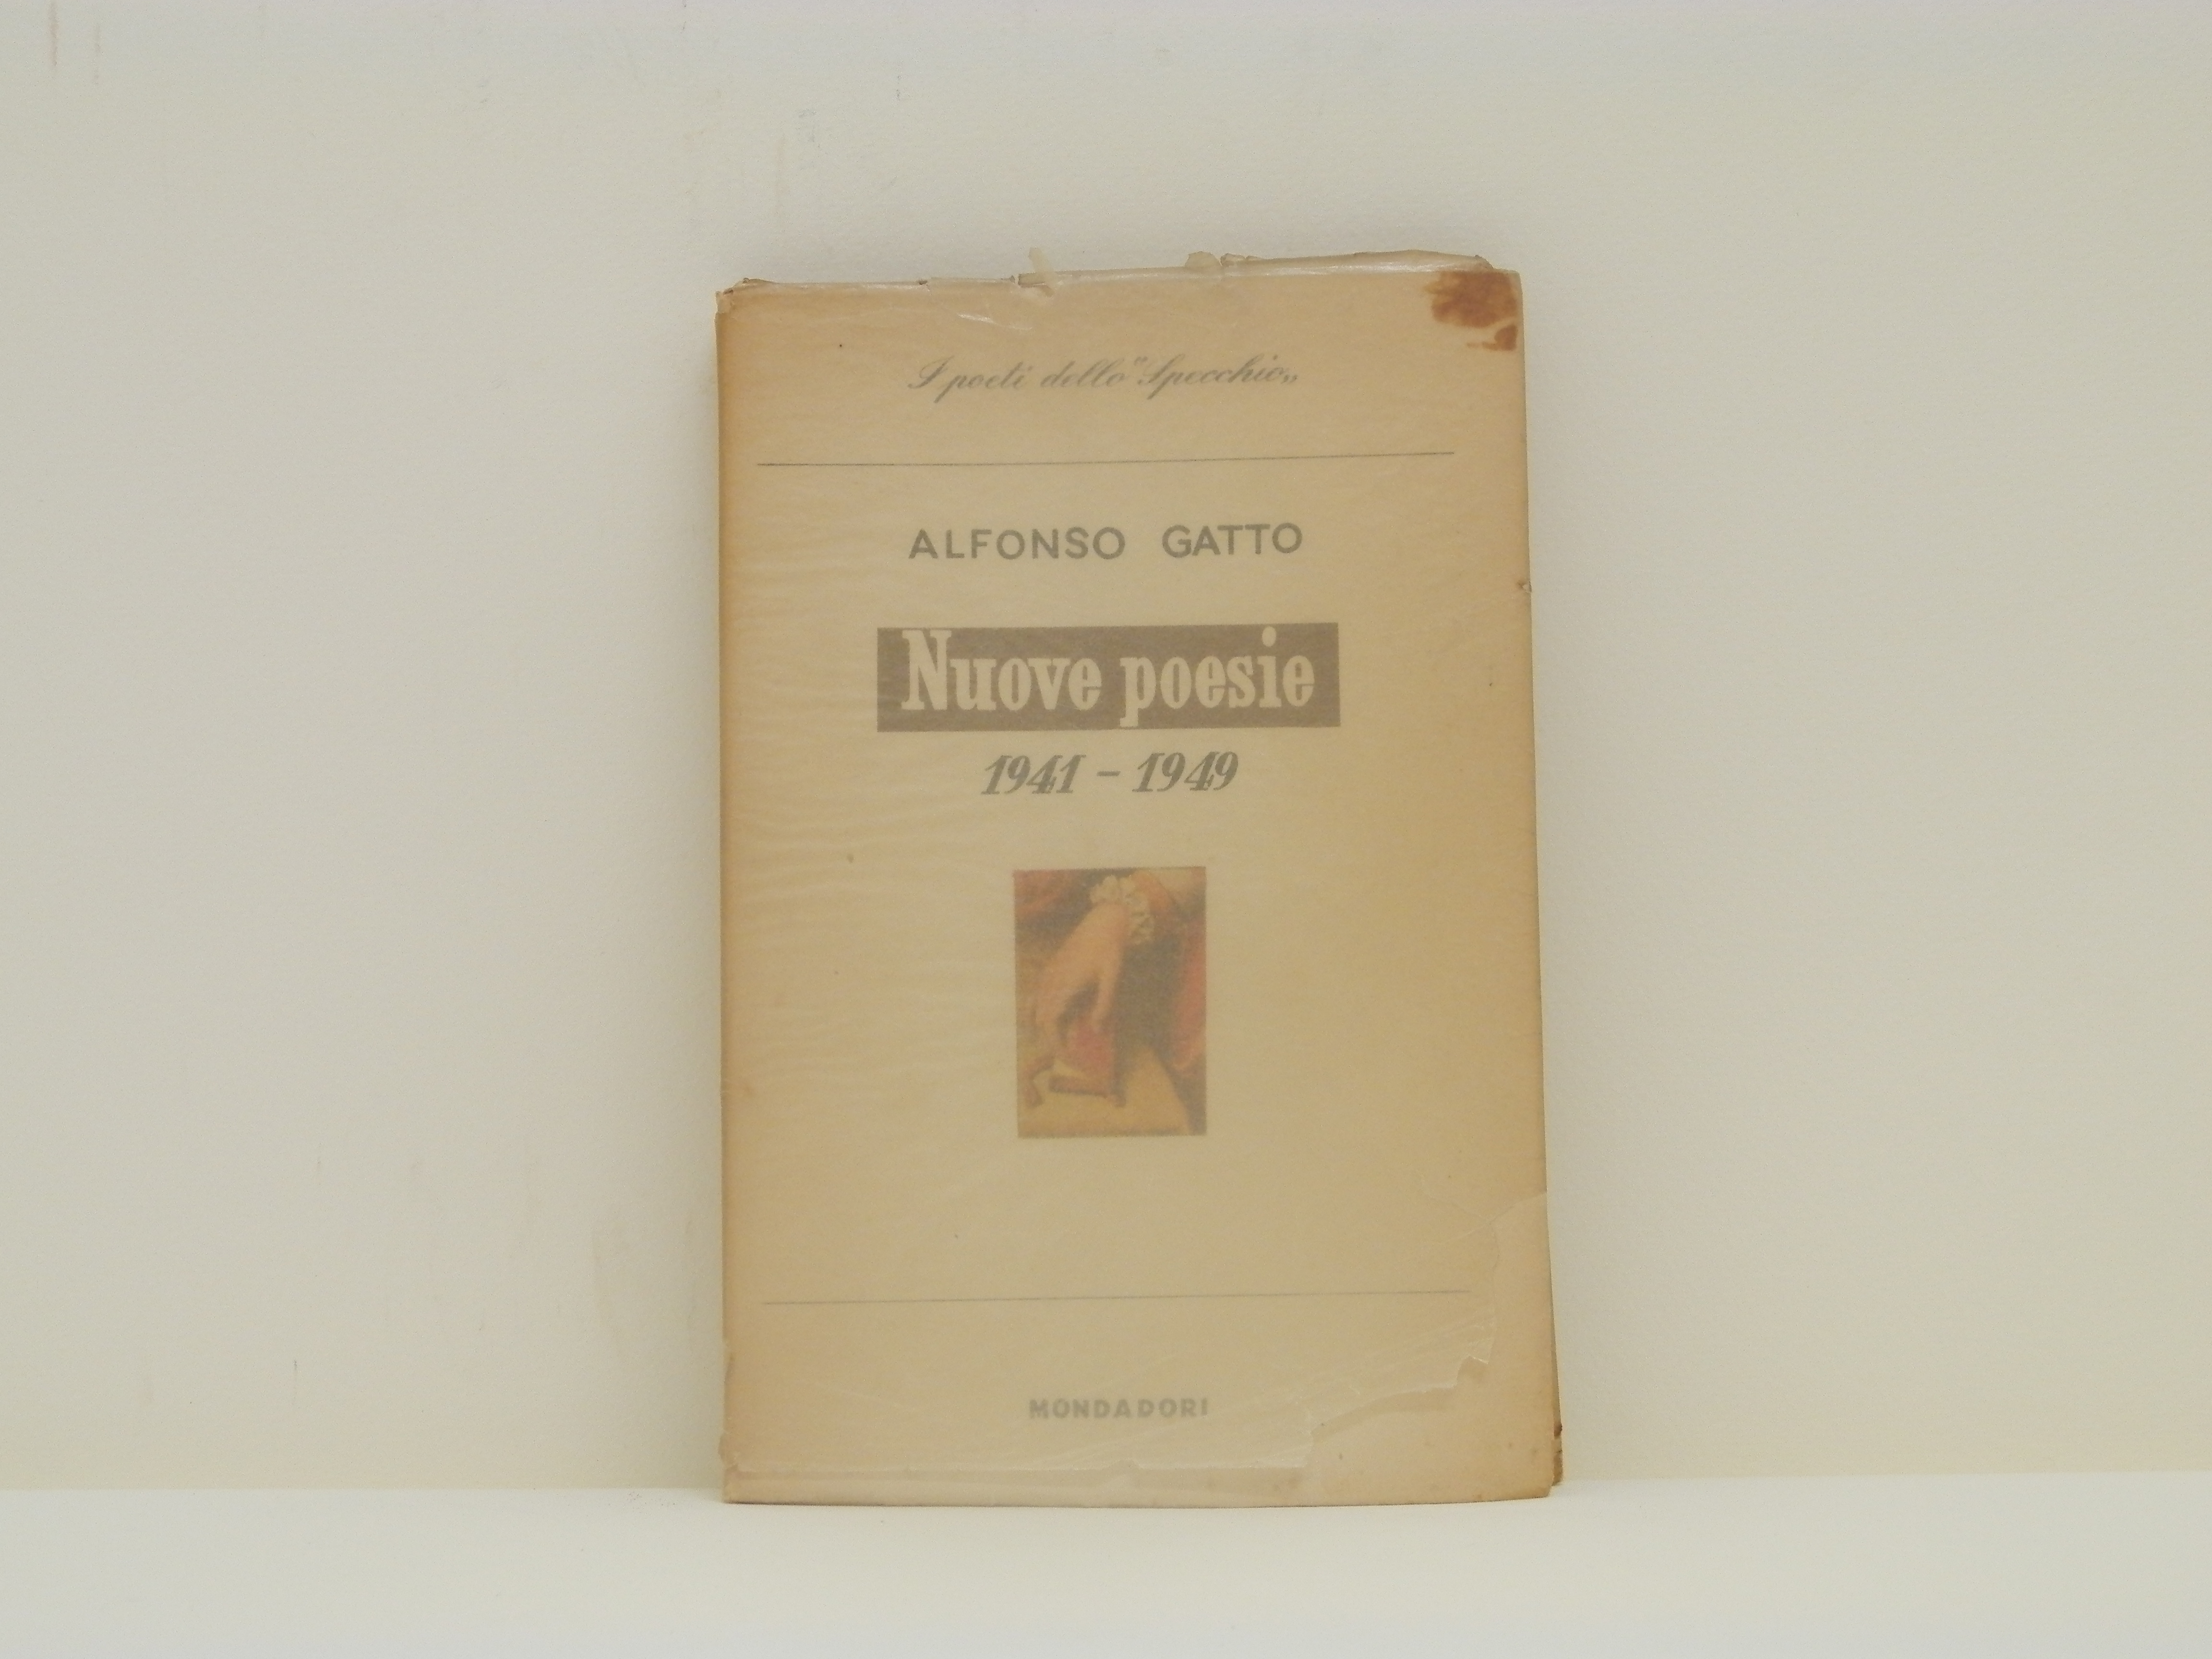 I poeti dello "Specchio„
ALFONSO GATTO
Nuove poesie
1941 - 1949
MONDADORI